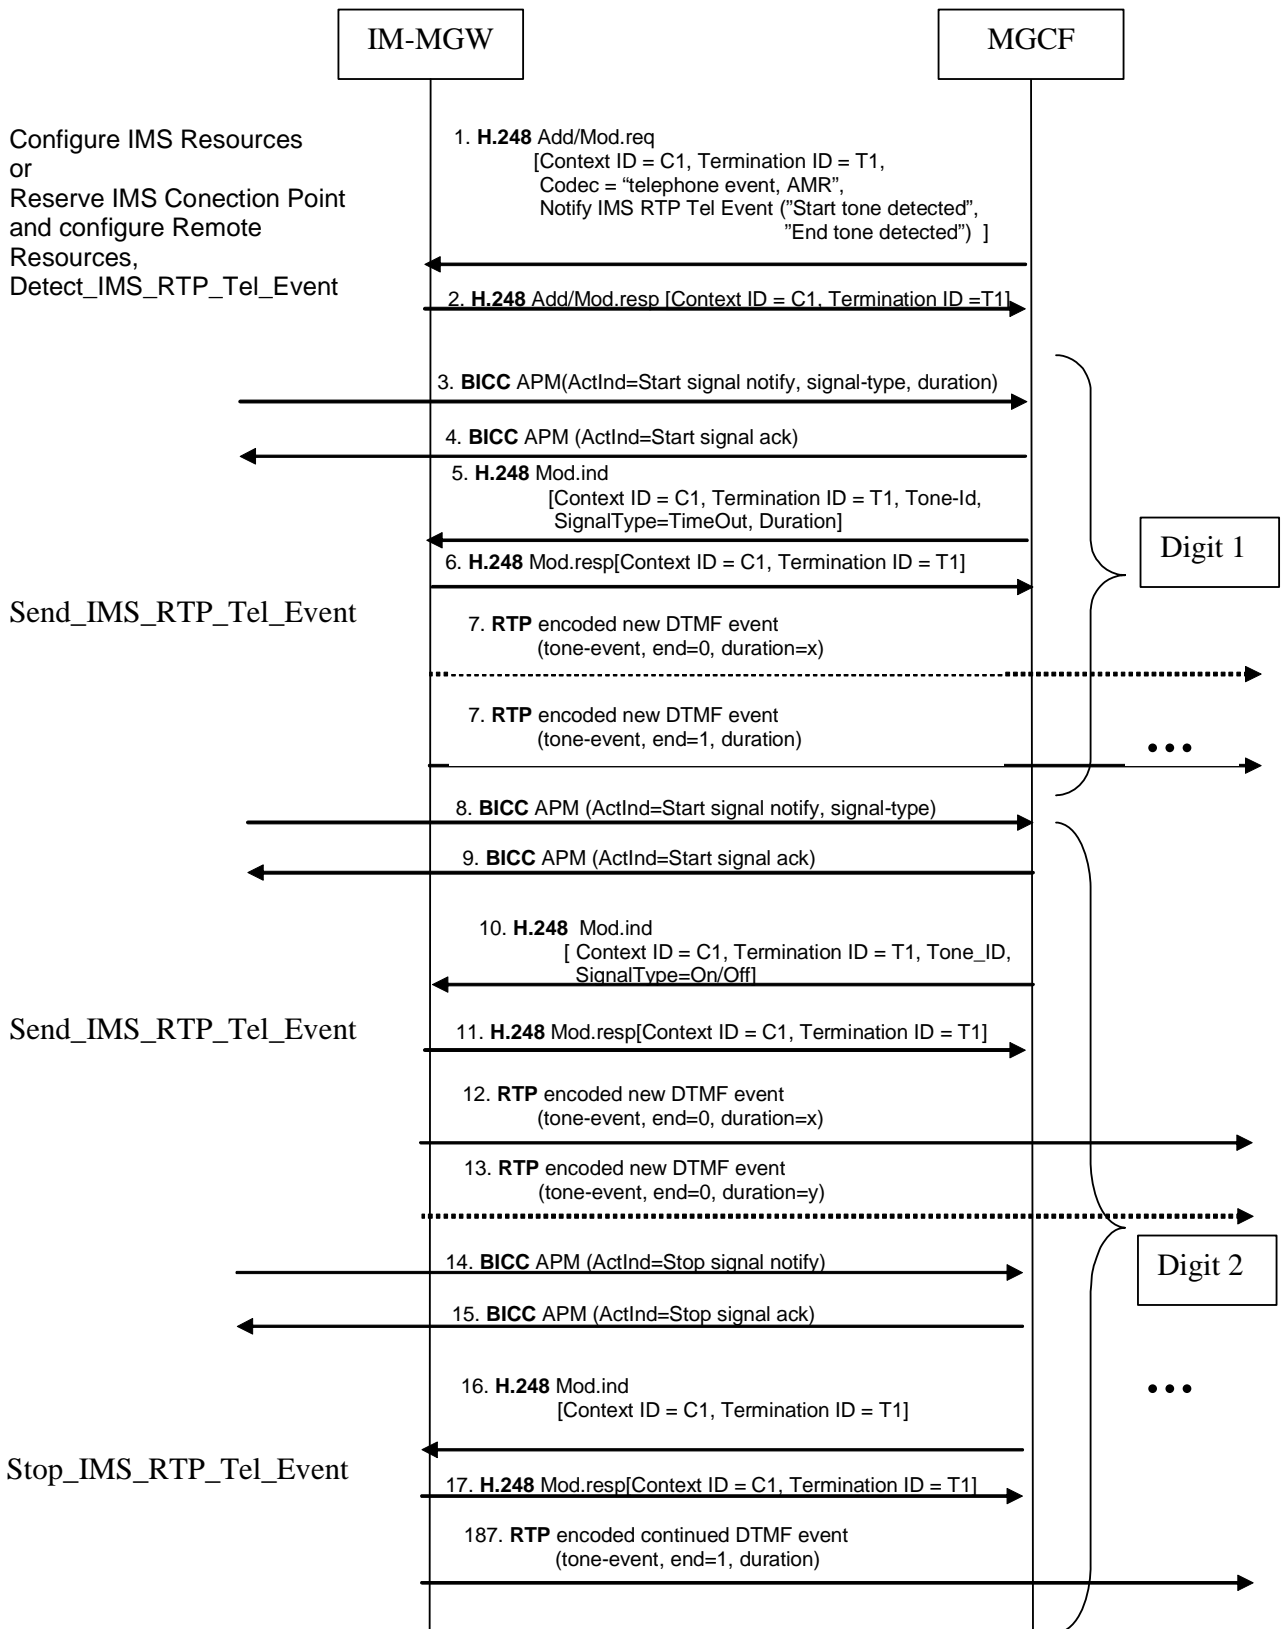 IM-MGW
MGCF
Configure IMS Resources
or
Reserve IMS Conection Point
and configure Remote
Resources,
Detect_IMS_RTP_Tel_Event
1. H.248 Add/Mod.req
[Context ID = C1, Termination ID = T1,
Codec = “telephone event, AMR”,
Notify IMS RTP Tel Event (”Start tone detected”,
”End tone detected”) ]
2. H.248 Add/Mod.resp [Context ID = C1, Termination ID =T1]
3. BICC APM(ActInd=Start signal notify, signal-type, duration)
4. BICC APM (ActInd=Start signal ack)
5. H.248 Mod.ind
[Context ID = C1, Termination ID = T1, Tone-Id,
SignalType=TimeOut, Duration]
Digit 1
6. H.248 Mod.resp[Context ID = C1, Termination ID = T1]
Send_IMS_RTP_Tel_Event
7. RTP encoded new DTMF event
(tone-event, end=0, duration=x)
7. RTP encoded new DTMF event
(tone-event, end=1, duration)
...
8. BICC APM (ActInd=Start signal notify, signal-type)
9. BICC APM (ActInd=Start signal ack)
10. H.248 Mod.ind
[ Context ID = C1, Termination ID = T1, Tone_ID,
SignalType=On/Off]
Send_IMS_RTP_Tel_Event
11. H.248 Mod.resp[Context ID = C1, Termination ID = T1]
12. RTP encoded new DTMF event
(tone-event, end=0, duration=x)
13. RTP encoded new DTMF event
(tone-event, end=0, duration=y)
14. BICC APM (ActInd=Stop signal notify)
Digit 2
15. BICC APM (ActInd=Stop signal ack)
16. H.248 Mod.ind
[Context ID = C1, Termination ID = T1]
...
Stop_IMS_RTP_Tel_Event
17. H.248 Mod.resp[Context ID = C1, Termination ID = T1]
187. RTP encoded continued DTMF event
(tone-event, end=1, duration)